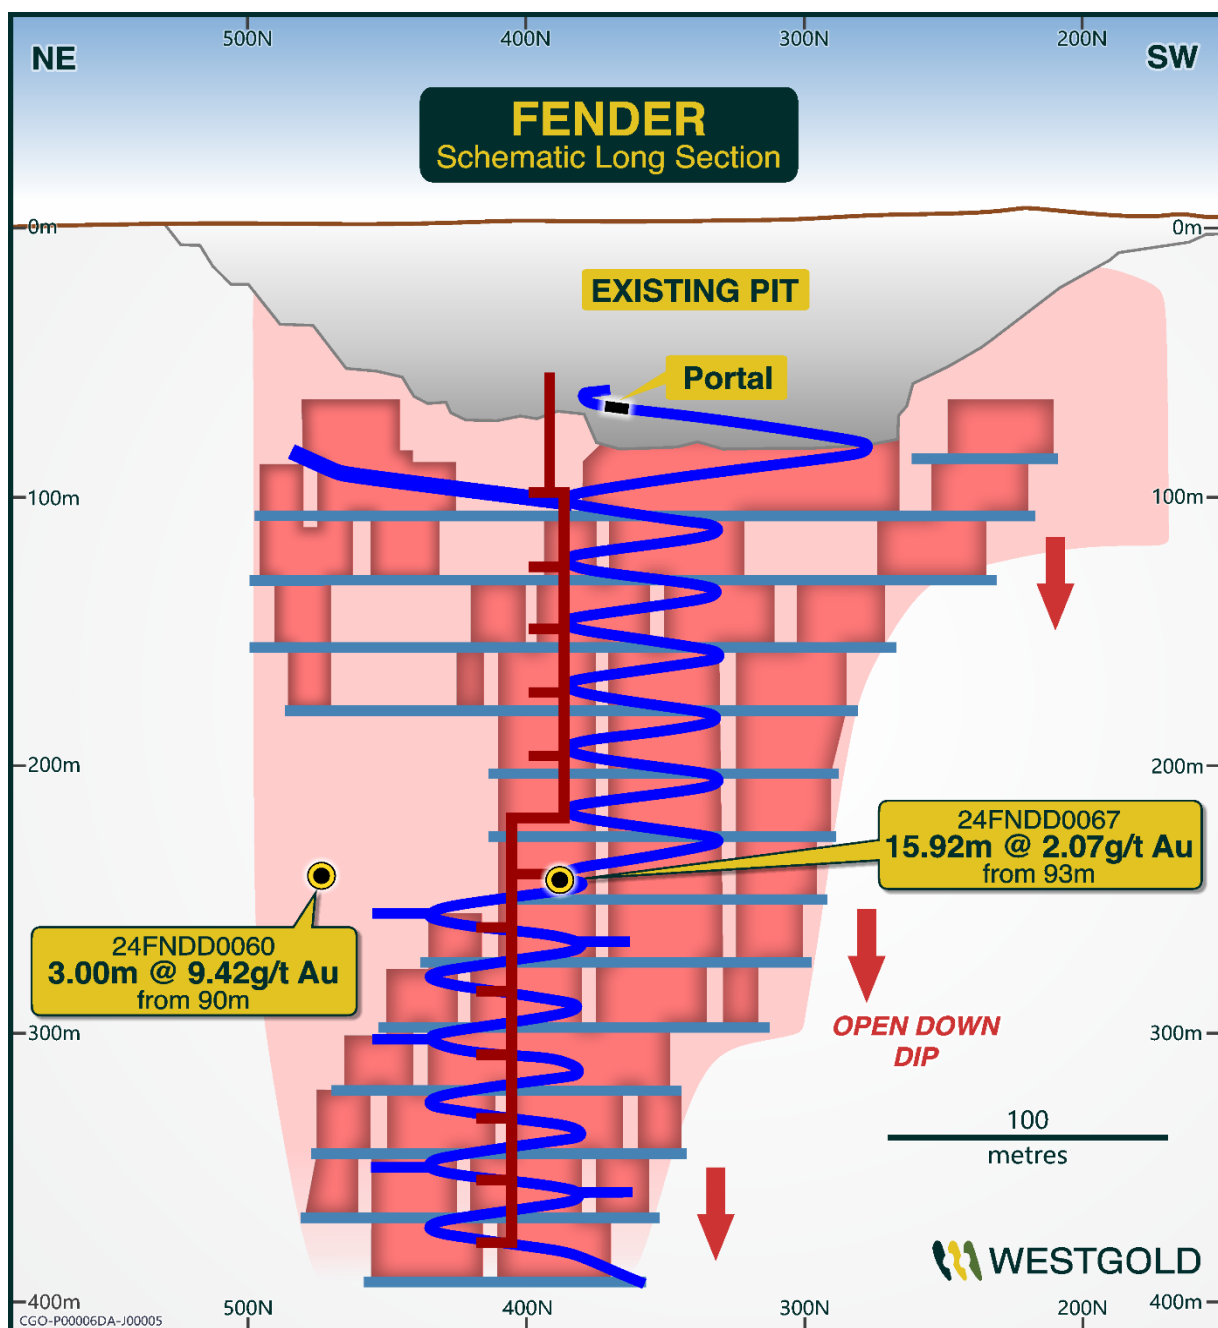 500N 400N 300N 200N
NE SW
FENDER
Schematic Long Section
0m 0m
EXISTING PIT
Portal
100m 100m
200m 200m
24FNDD0067
15.92m @ 2.07g/t Au
from 93m
24FNDD0060
3.00m @ 9.42g/t Au
from 90m
OPEN DOWN
DIP
300m 300m
100
metres
WESTGOLD
400m 400m
500N 400N 300N 200N
CGO-P00006DA-J00005